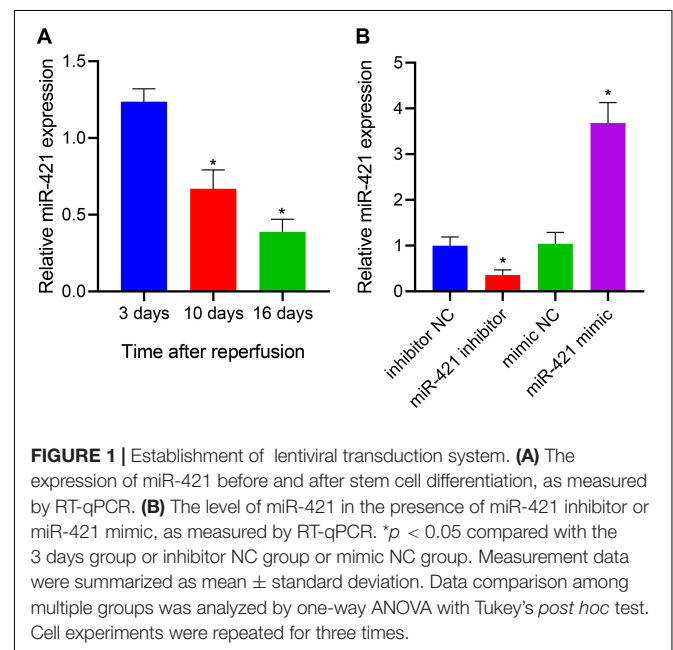 A
B
Relative miR-421 expression
1.5
1.0
0.5
0.0
*
*
3 days 10 days 16 days
Time after reperfusion
Relative miR-421 expression
5
4
3
2
1
0
*
*
inhibitor NC
miR-421 inhibitor
mimic NC
miR-421 mimic
FIGURE 1 | Establishment of lentiviral transduction system. (A) The
expression of miR-421 before and after stem cell differentiation, as measured
by RT-qPCR. (B) The level of miR-421 in the presence of miR-421 inhibitor or
miR-421 mimic, as measured by RT-qPCR. *p < 0.05 compared with the
3 days group or inhibitor NC group or mimic NC group. Measurement data
were summarized as mean ± standard deviation. Data comparison among
multiple groups was analyzed by one-way ANOVA with Tukey's post hoc test.
Cell experiments were repeated for three times.